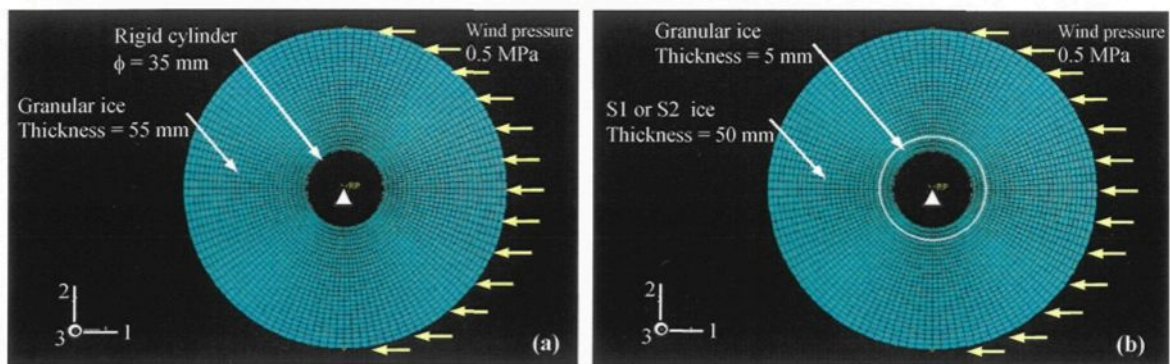 Rigid cylinder
ϕ = 35 mm
Granular ice
Thickness = 55 mm
Wind pressure
0.5 MPa
2
3
1
(a)
Granular ice
Thickness = 5 mm
S1 or S2 ice
Thickness = 50 mm
Wind pressure
0.5 MPa
2
3
1
(b)